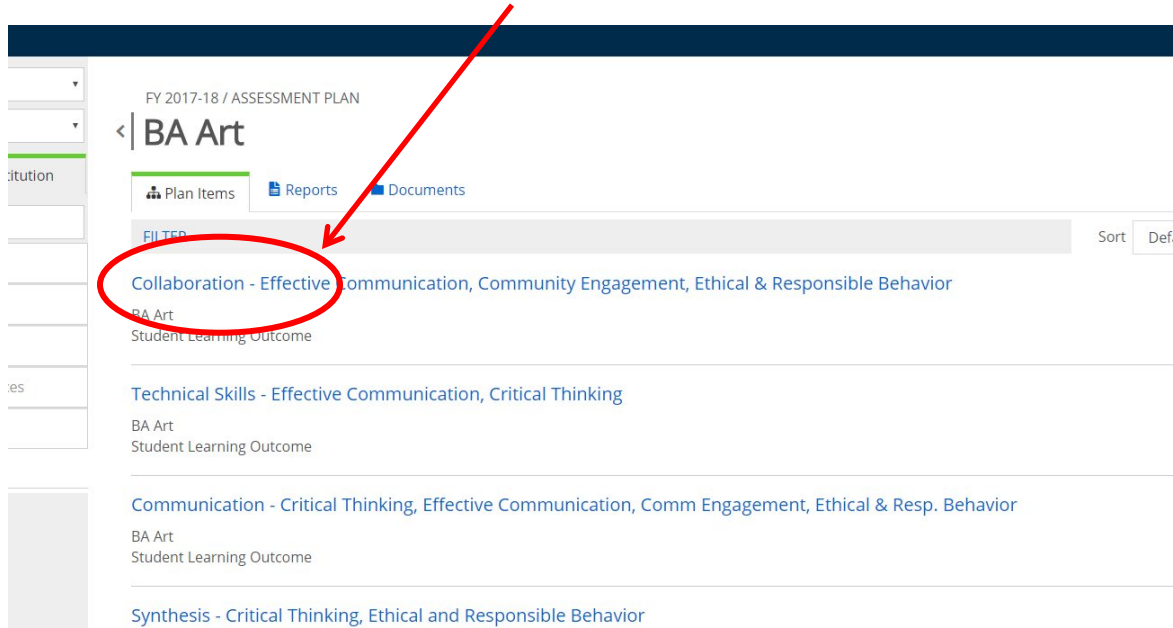 FY 2017-18 / ASSESSMENT PLAN
BA Art
Plan Items Reports Documents
FILTER
Sort
Collaboration - Effective Communication, Community Engagement, Ethical & Responsible Behavior
BA Art
Student Learning Outcome
Technical Skills - Effective Communication, Critical Thinking
BA Art
Student Learning Outcome
Communication - Critical Thinking, Effective Communication, Comm Engagement, Ethical & Resp. Behavior
BA Art
Student Learning Outcome
Synthesis - Critical Thinking, Ethical and Responsible Behavior